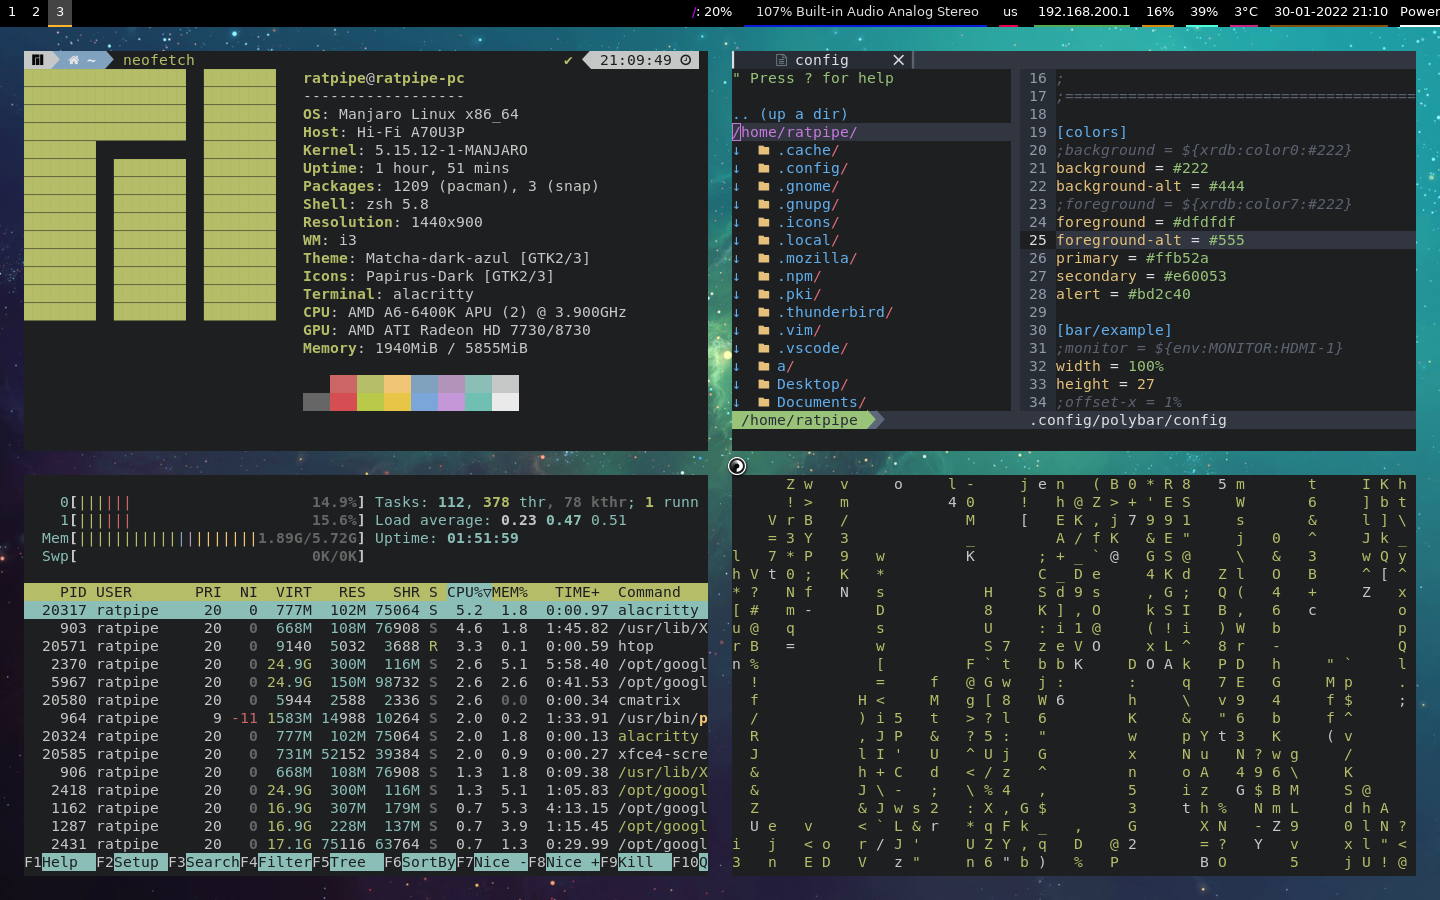 1 2 3
/: 20% 107% Built-in Audio Analog Stereo us 192.168.200.1 16% 39% 3°C 30-01-2022 21:10 Power
~ neofetch ✔ 21:09:49
ratpipe@ratpipe-pc
------------------
OS: Manjaro Linux x86_64
Host: Hi-Fi A70U3P
Kernel: 5.15.12-1-MANJARO
Uptime: 1 hour, 51 mins
Packages: 1209 (pacman), 3 (snap)
Shell: zsh 5.8
Resolution: 1440x900
WM: i3
Theme: Matcha-dark-azul [GTK2/3]
Icons: Papirus-Dark [GTK2/3]
Terminal: alacritty
CPU: AMD A6-6400K APU (2) @ 3.900GHz
GPU: AMD ATI Radeon HD 7730/8730
Memory: 1940MiB / 5855MiB
config ✕
" Press ? for help
.. (up a dir)
/home/ratpipe/
↓ .cache/
↓ .config/
↓ .gnome/
↓ .gnupg/
↓ .icons/
↓ .local/
↓ .mozilla/
↓ .npm/
↓ .pki/
↓ .thunderbird/
↓ .vim/
↓ .vscode/
↓ a/
↓ Desktop/
↓ Documents/
/home/ratpipe
16 ;
17 ;========================================
18
19 [colors]
20 ;background = ${xrdb:color0:#222}
21 background = #222
22 background-alt = #444
23 ;foreground = ${xrdb:color7:#222}
24 foreground = #dfdfdf
25 foreground-alt = #555
26 primary = #ffb52a
27 secondary = #e60053
28 alert = #bd2c40
29
30 [bar/example]
31 ;monitor = ${env:MONITOR:HDMI-1}
32 width = 100%
33 height = 27
34 ;offset-x = 1%
.config/polybar/config
0[|||||| 14.9%] Tasks: 112, 378 thr, 78 kthr; 1 runn
1[|||||| 15.6%] Load average: 0.23 0.47 0.51
Mem[||||||||||||||||||||1.89G/5.72G] Uptime: 01:51:59
Swp[ 0K/0K]
PID USER PRI NI VIRT RES SHR S CPU%▽MEM% TIME+ Command
20317 ratpipe 20 0 777M 102M 75064 S 5.2 1.8 0:00.97 alacritty
903 ratpipe 20 0 668M 108M 76908 S 4.6 1.8 1:45.82 /usr/lib/X
20571 ratpipe 20 0 9140 5032 3688 R 3.3 0.1 0:00.59 htop
2370 ratpipe 20 0 24.9G 300M 116M S 2.6 5.1 5:58.40 /opt/googl
5967 ratpipe 20 0 24.9G 150M 98732 S 2.6 2.6 0:41.53 /opt/googl
20580 ratpipe 20 0 5944 2588 2336 S 2.6 0.0 0:00.34 cmatrix
964 ratpipe 9 -11 1583M 14988 10264 S 2.0 0.2 1:33.91 /usr/bin/p
20324 ratpipe 20 0 777M 102M 75064 S 2.0 1.8 0:00.13 alacritty
20585 ratpipe 20 0 731M 52152 39384 S 2.0 0.9 0:00.27 xfce4-scre
906 ratpipe 20 0 668M 108M 76908 S 1.3 1.8 0:09.38 /usr/lib/X
2418 ratpipe 20 0 24.9G 300M 116M S 1.3 5.1 1:05.83 /opt/googl
1162 ratpipe 20 0 16.9G 307M 179M S 0.7 5.3 4:13.15 /opt/googl
1287 ratpipe 20 0 16.9G 228M 137M S 0.7 3.9 1:15.45 /opt/googl
2431 ratpipe 20 0 17.1G 75116 63764 S 0.7 1.3 0:29.99 /opt/googl
F1Help F2Setup F3SearchF4FilterF5Tree F6SortByF7Nice -F8Nice +F9Kill F10Q